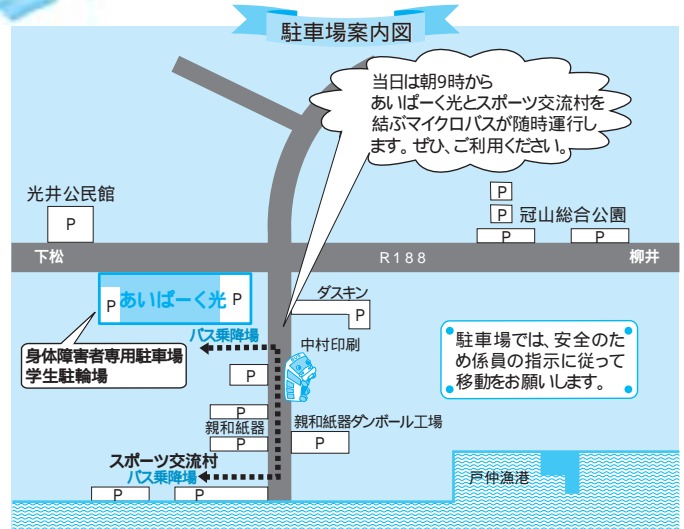 駐車場案内図
当日は朝9時から
あいぱーく光とスポーツ交流村を
結ぶマイクロバスが随時運行し
ます。ぜひ、ご利用ください。
光井公民館
P
P
P 冠山総合公園
P P
下松 R188 柳井
P あいぱーく光 P
ダスキン
P
バス乗降場
中村印刷
身体障害者専用駐車場
学生駐輪場
駐車場では、安全のた
め係員の指示に従って
移動をお願いします。
P
P
親和紙器
P
親和紙器ダンボール工場
P
スポーツ交流村
バス乗降場
P P
戸仲漁港